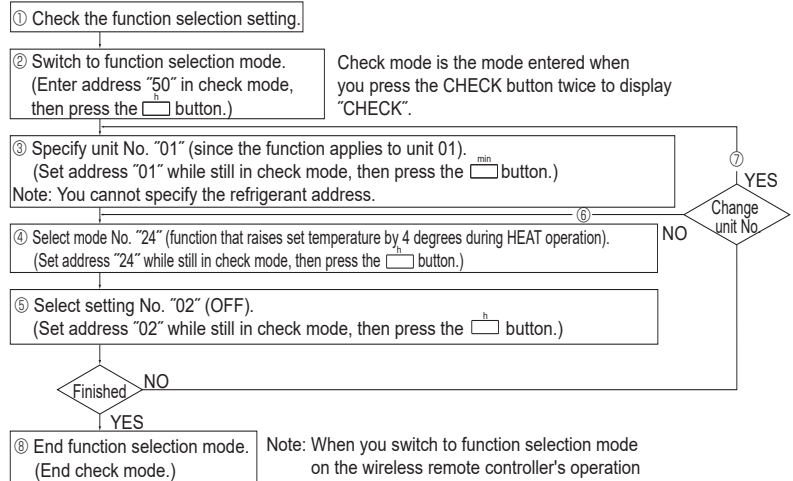 ① Check the function selection setting.
② Switch to function selection mode.
(Enter address ˝50˝ in check mode,
then press the h button.)
Check mode is the mode entered when
you press the CHECK button twice to display
˝CHECK˝.
③ Specify unit No. ˝01˝ (since the function applies to unit 01).
(Set address ˝01˝ while still in check mode, then press the min button.)
Note: You cannot specify the refrigerant address.
⑦
YES
Change
unit No.
⑥
NO
④ Select mode No. ˝24˝ (function that raises set temperature by 4 degrees during HEAT operation).
(Set address ˝24˝ while still in check mode, then press the h button.)
⑤ Select setting No. ˝02˝ (OFF).
(Set address ˝02˝ while still in check mode, then press the h button.)
Finished
NO
YES
⑧ End function selection mode.
(End check mode.)
Note: When you switch to function selection mode
on the wireless remote controller's operation